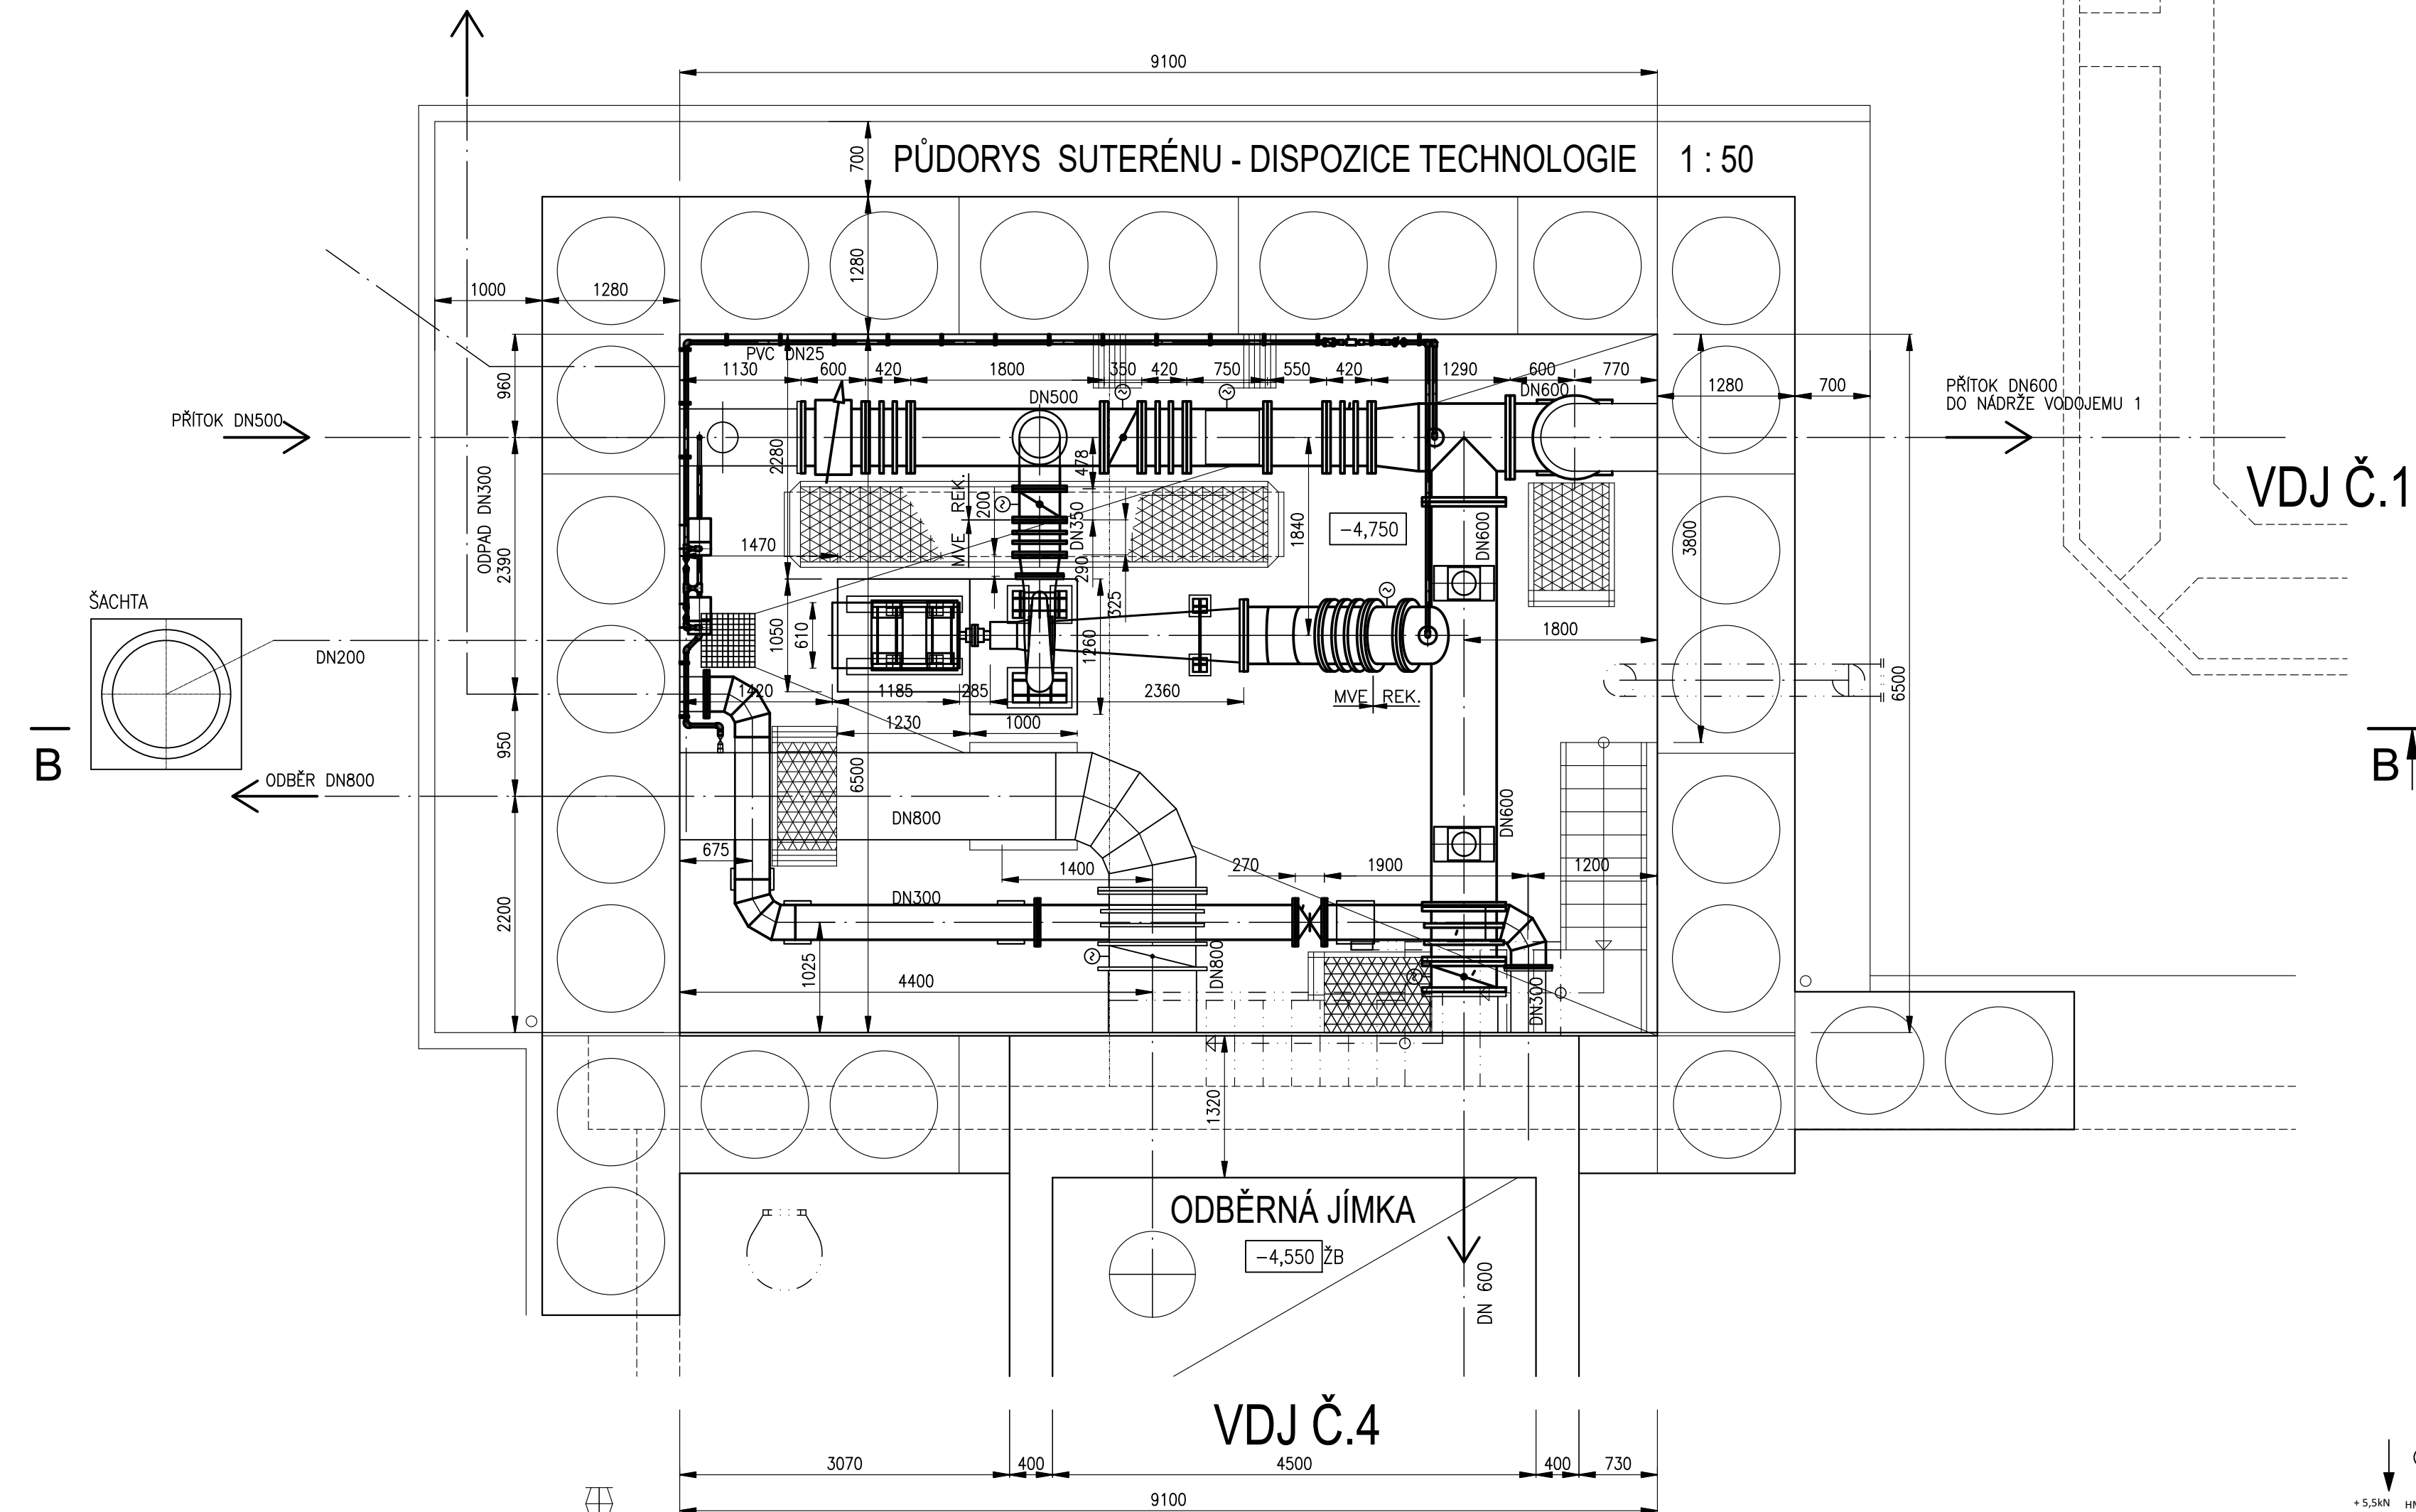 9100
PŮDORYS SUTERÉNU - DISPOZICE TECHNOLOGIE 1 : 50
700
1280
1000
1280
PVC DN25
1130
600
420
1800
350
420
750
550
420
1290
600
770
1280
700
DN500
DN600
960
PŘÍTOK DN500
PŘÍTOK DN600
DO NÁDRŽE VODOJEMU 1
VDJ Č.1
2280
478
ODPAD DN300
2390
MVE REK.
200
DN350
1840
-4,750
DN600
3800
1470
290
325
ŠACHTA
DN200
1050
610
1260
1800
6500
1420
1185
285
2360
MVE REK.
1230
1000
B
B
950
ODBĚR DN800
6500
DN800
DN600
675
1400
270
1900
1200
DN300
2200
1025
DN800
4400
DN300
1320
ODBĚRNÁ JÍMKA
-4,550 ŽB
DN 600
VDJ Č.4
3070
400
4500
400
730
9100
+ 5,5kN